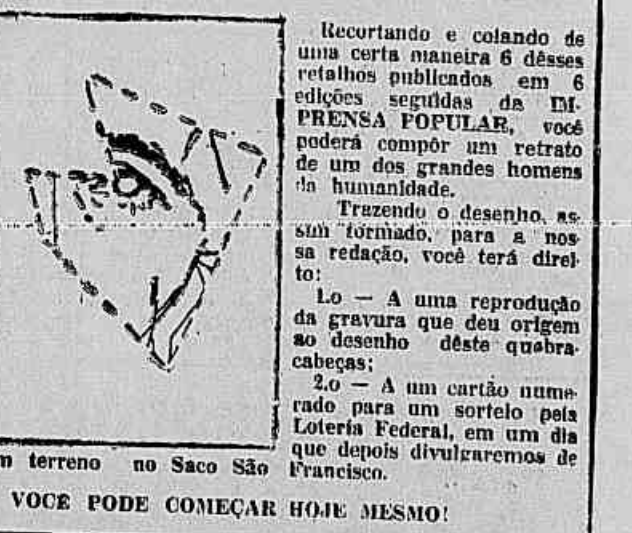 Recortando e colando de
uma certa maneira 6 dêsses
retalhos publicados em 6
edições seguidas da IM-
PRENSA POPULAR, você
poderá compôr um retrato
de um dos grandes homens
da humanidade.
Trazendo o desenho, as-
sim formado, para a nos-
sa redação, você terá direi-
to:
1.o — A uma reprodução
da gravura que deu origem
ao desenho dêste quebra-
cabeças;
2.o — A um cartão nume-
rado para um sorteio pela
Loteria Federal, em um dia
que depois divulgaremos de
m terreno no Saco São Francisco.
VOCÊ PODE COMEÇAR HOJE MESMO!